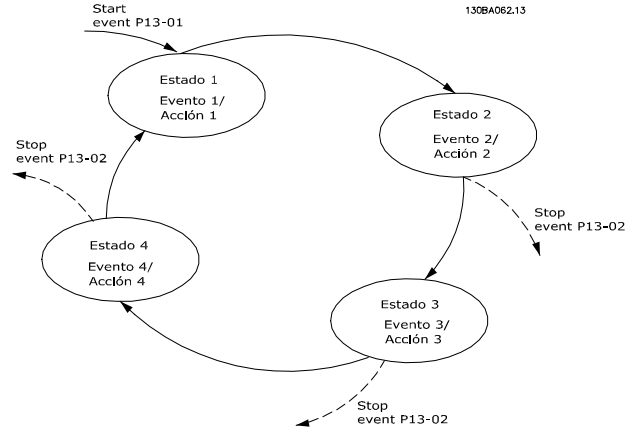 Start
event P13-01
130BA062.13
Estado 1
Evento 1/
Acción 1
Estado 2
Evento 2/
Acción 2
Stop
event P13-02
Stop
event P13-02
Estado 4
Evento 4/
Acción 4
Estado 3
Evento 3/
Acción 3
Stop
event P13-02